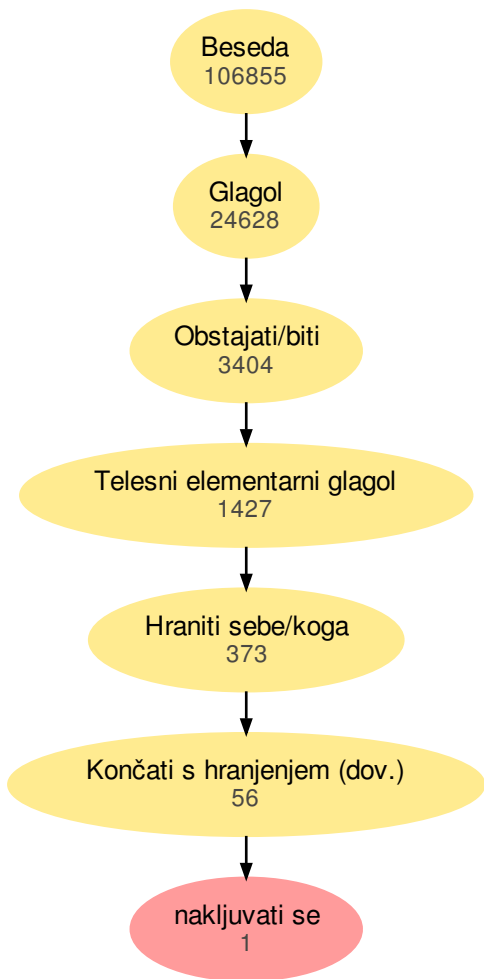 Beseda
106855
Glagol
24628
Obstajati/biti
3404
Telesni elementarni glagol
1427
Hraniti sebe/koga
373
Končati s hranjenjem (dov.)
56
nakljuvati se
1